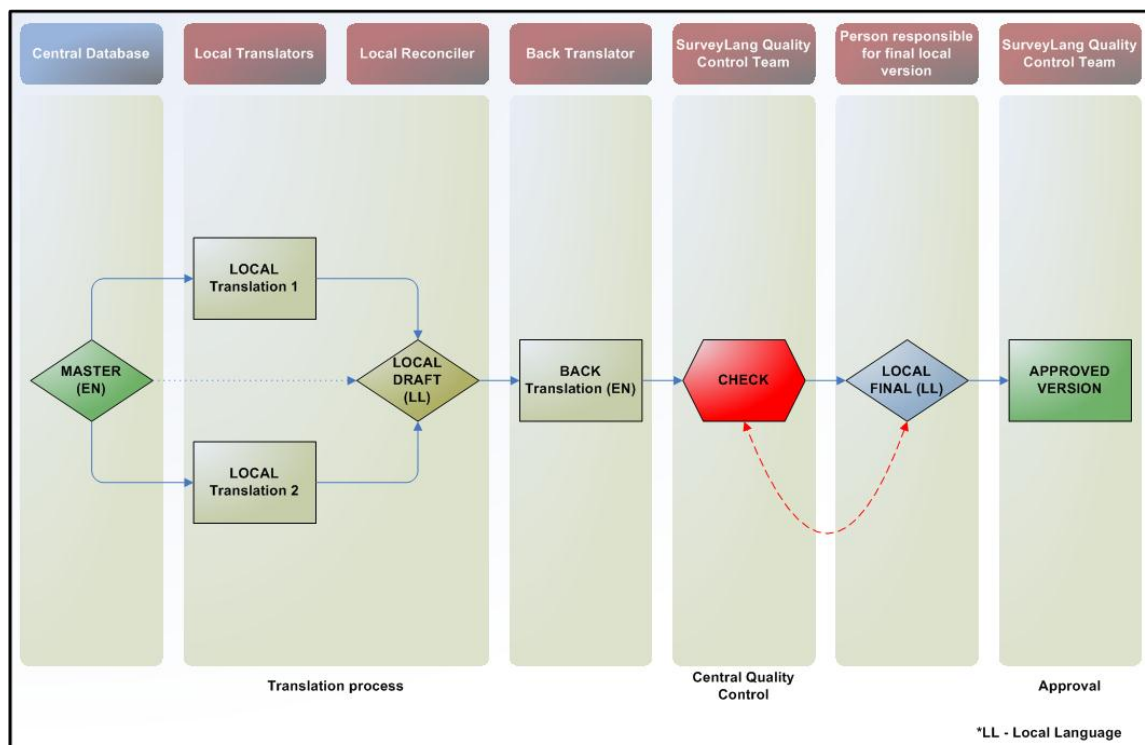 Central Database
Local Translators
Local Reconciler
Back Translator
SurveyLang Quality
Control Team
Person responsible
for final local
version
SurveyLang Quality
Control Team
MASTER
(EN)
LOCAL
Translation 1
LOCAL
Translation 2
LOCAL
DRAFT
(LL)
BACK
Translation (EN)
CHECK
LOCAL
FINAL (LL)
APPROVED
VERSION
Translation process
Central Quality
Control
Approval
*LL - Local Language